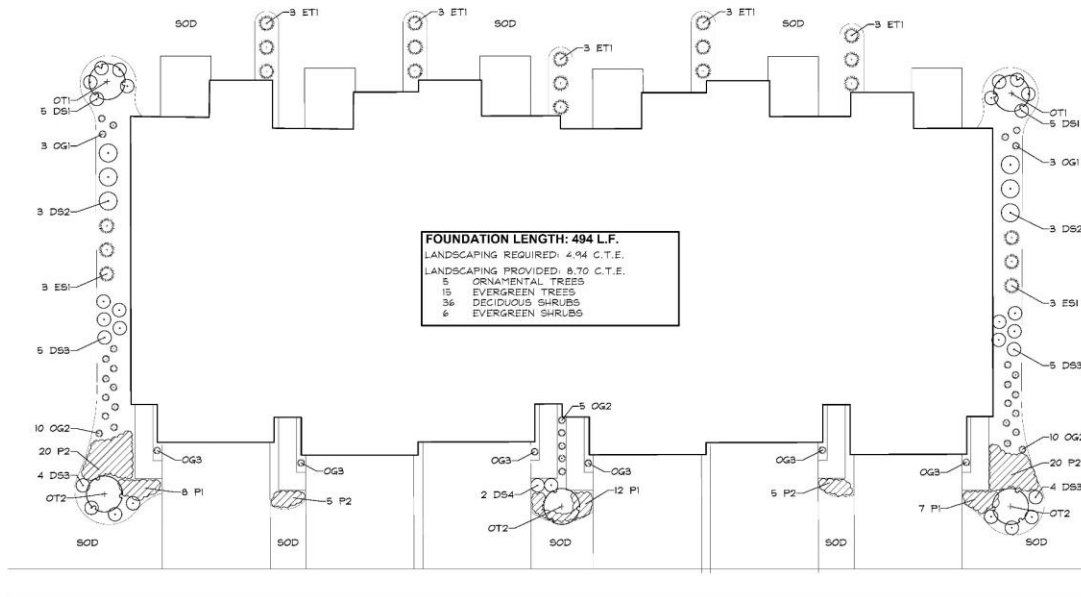 3 ET1
3 ET1
3 ET1
3 ET1
SOD
SOD
SOD
3 ET1
OT1
5 DS1
OT1
5 DS1
3 OG1
3 OG1
3 DS2
3 DS2
FOUNDATION LENGTH: 494 L.F.
LANDSCAPING REQUIRED: 4.94 C.T.E.
LANDSCAPING PROVIDED: 8.70 C.T.E.
5 ORNAMENTAL TREES
15 EVERGREEN TREES
36 DECIDUOUS SHRUBS
6 EVERGREEN SHRUBS
3 ES1
3 ES1
5 DS3
5 DS3
5 OG2
10 OG2
10 OG2
20 P2
OG3
OG3
OG3
OG3
OG3
OG3
20 P2
4 DS3
8 P1
5 P2
2 DS4
12 P1
5 P2
7 P1
4 DS3
OT2
OT2
OT2
SOD
SOD
SOD
SOD